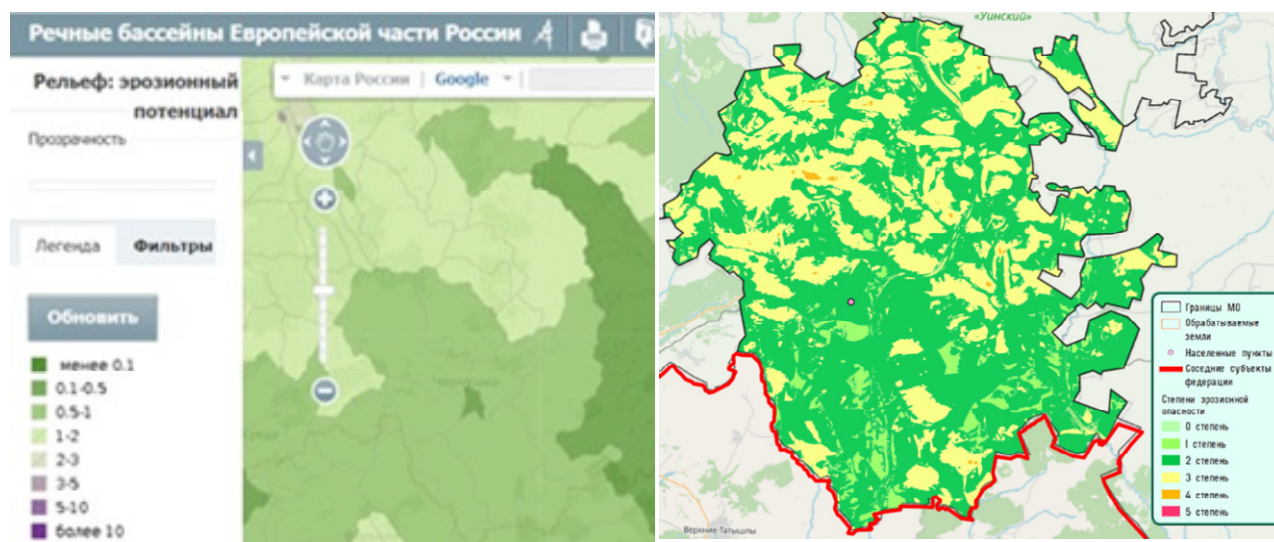 Речные бассейны Европейской части России
Рельеф: эрозионный
потенциал
Прозрачность
Легенда Фильтры
Обновить
менее 0.1
0.1-0.5
0.5-1
1-2
2-3
3-5
5-10
более 10
Карта России | Google
«Уинский»
Верхние Татышлы
Границы МО
Обрабатываемые
земли
Населенные пункты
Соседние субъекты
федерации
Степени эрозионной
опасности
0 степень
1 степень
2 степень
3 степень
4 степень
5 степень